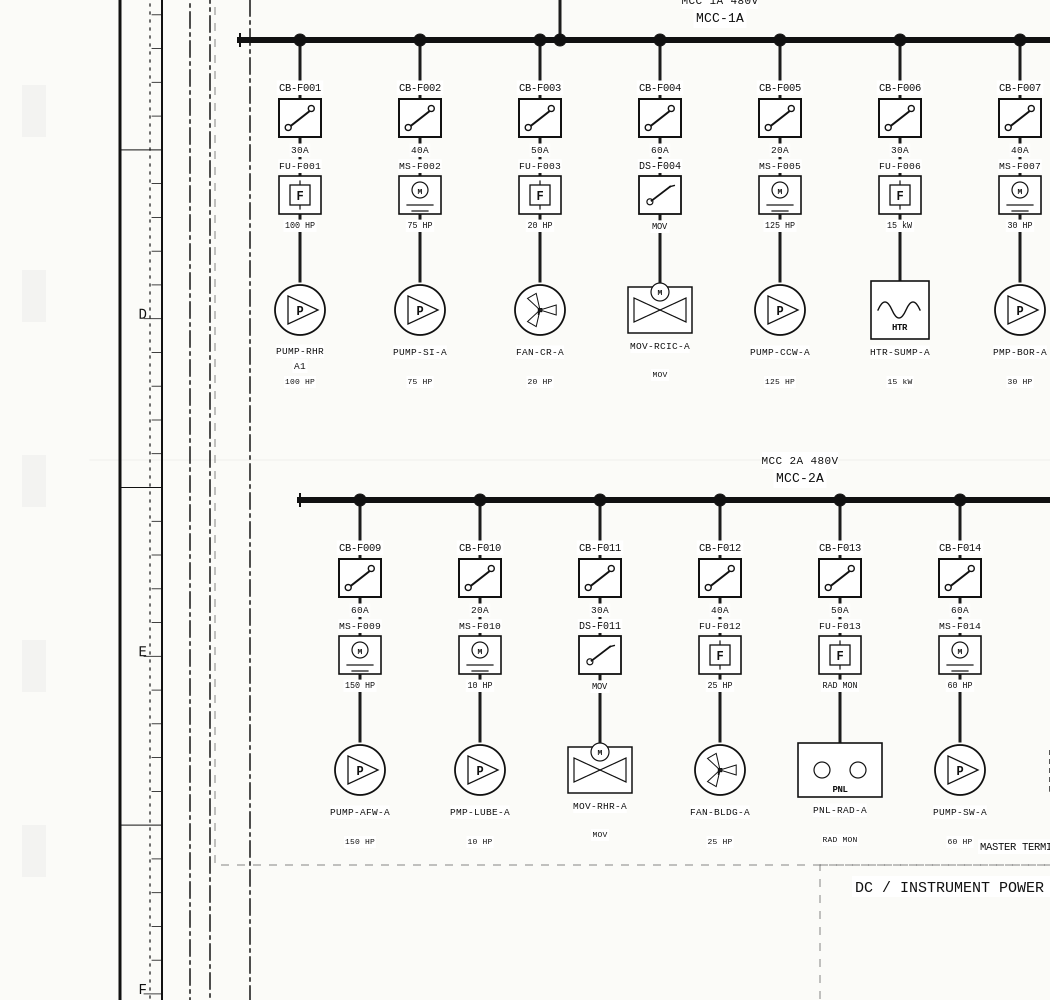 MCC 1A 480V
MCC-1A
CB-F001 CB-F002 CB-F003 CB-F004 CB-F005 CB-F006 CB-F007
30A 40A 50A 60A 20A 30A 40A
FU-F001 MS-F002 FU-F003 DS-F004 MS-F005 FU-F006 MS-F007
F M F M F M
100 HP 75 HP 20 HP MOV 125 HP 15 kW 30 HP
M
D
P P P P
HTR
PUMP-RHR PUMP-SI-A FAN-CR-A MOV-RCIC-A PUMP-CCW-A HTR-SUMP-A PMP-BOR-A
A1
100 HP 75 HP 20 HP MOV 125 HP 15 kW 30 HP
MCC 2A 480V
MCC-2A
CB-F009 CB-F010 CB-F011 CB-F012 CB-F013 CB-F014
60A 20A 30A 40A 50A 60A
MS-F009 MS-F010 DS-F011 FU-F012 FU-F013 MS-F014
E
M M F F M
150 HP 10 HP MOV 25 HP RAD MON 60 HP
M
P P P
PNL
PUMP-AFW-A PMP-LUBE-A MOV-RHR-A FAN-BLDG-A PNL-RAD-A PUMP-SW-A
150 HP 10 HP MOV 25 HP RAD MON 60 HP
MASTER TERMI
DC / INSTRUMENT POWER
F